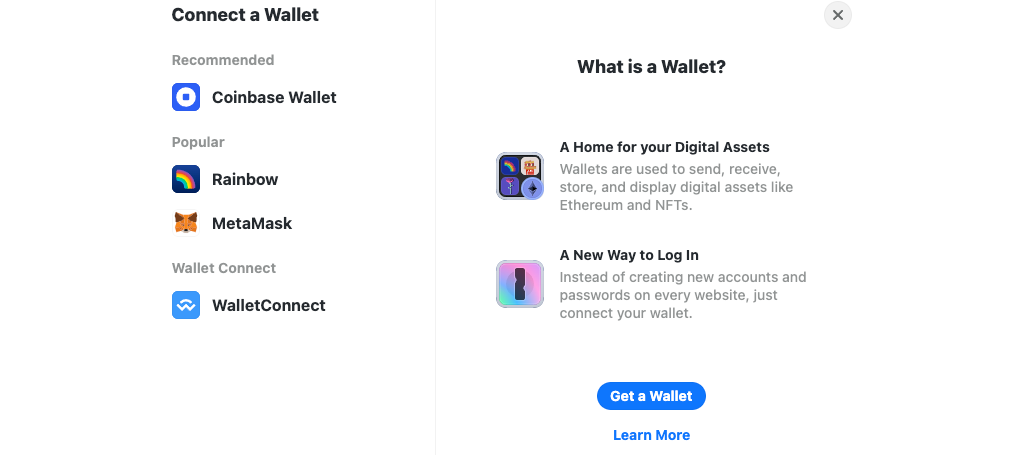 Connect a Wallet
Recommended
Coinbase Wallet
Popular
Rainbow
MetaMask
Wallet Connect
WalletConnect
What is a Wallet?
A Home for your Digital Assets
Wallets are used to send, receive,
store, and display digital assets like
Ethereum and NFTs.
A New Way to Log In
Instead of creating new accounts and
passwords on every website, just
connect your wallet.
Get a Wallet
Learn More